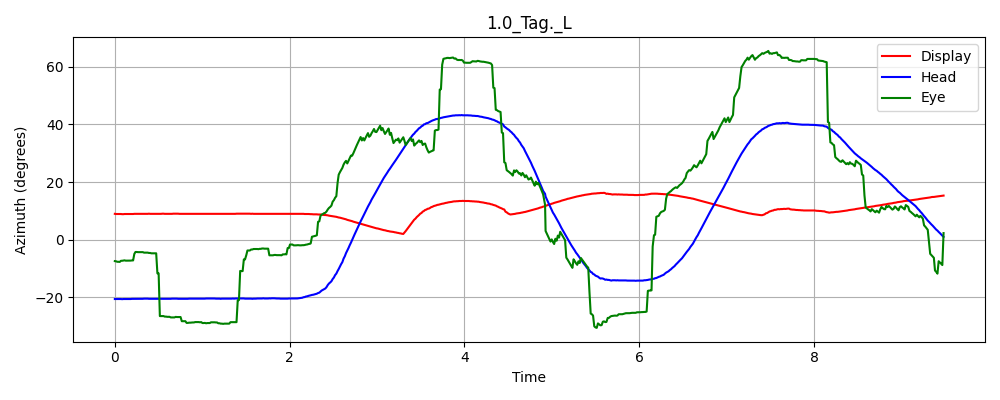 1.0_Tag._L
Display
Head
Eye
Azimuth (degrees)
60
40
20
0
−20
0 2 4 6 8
Time